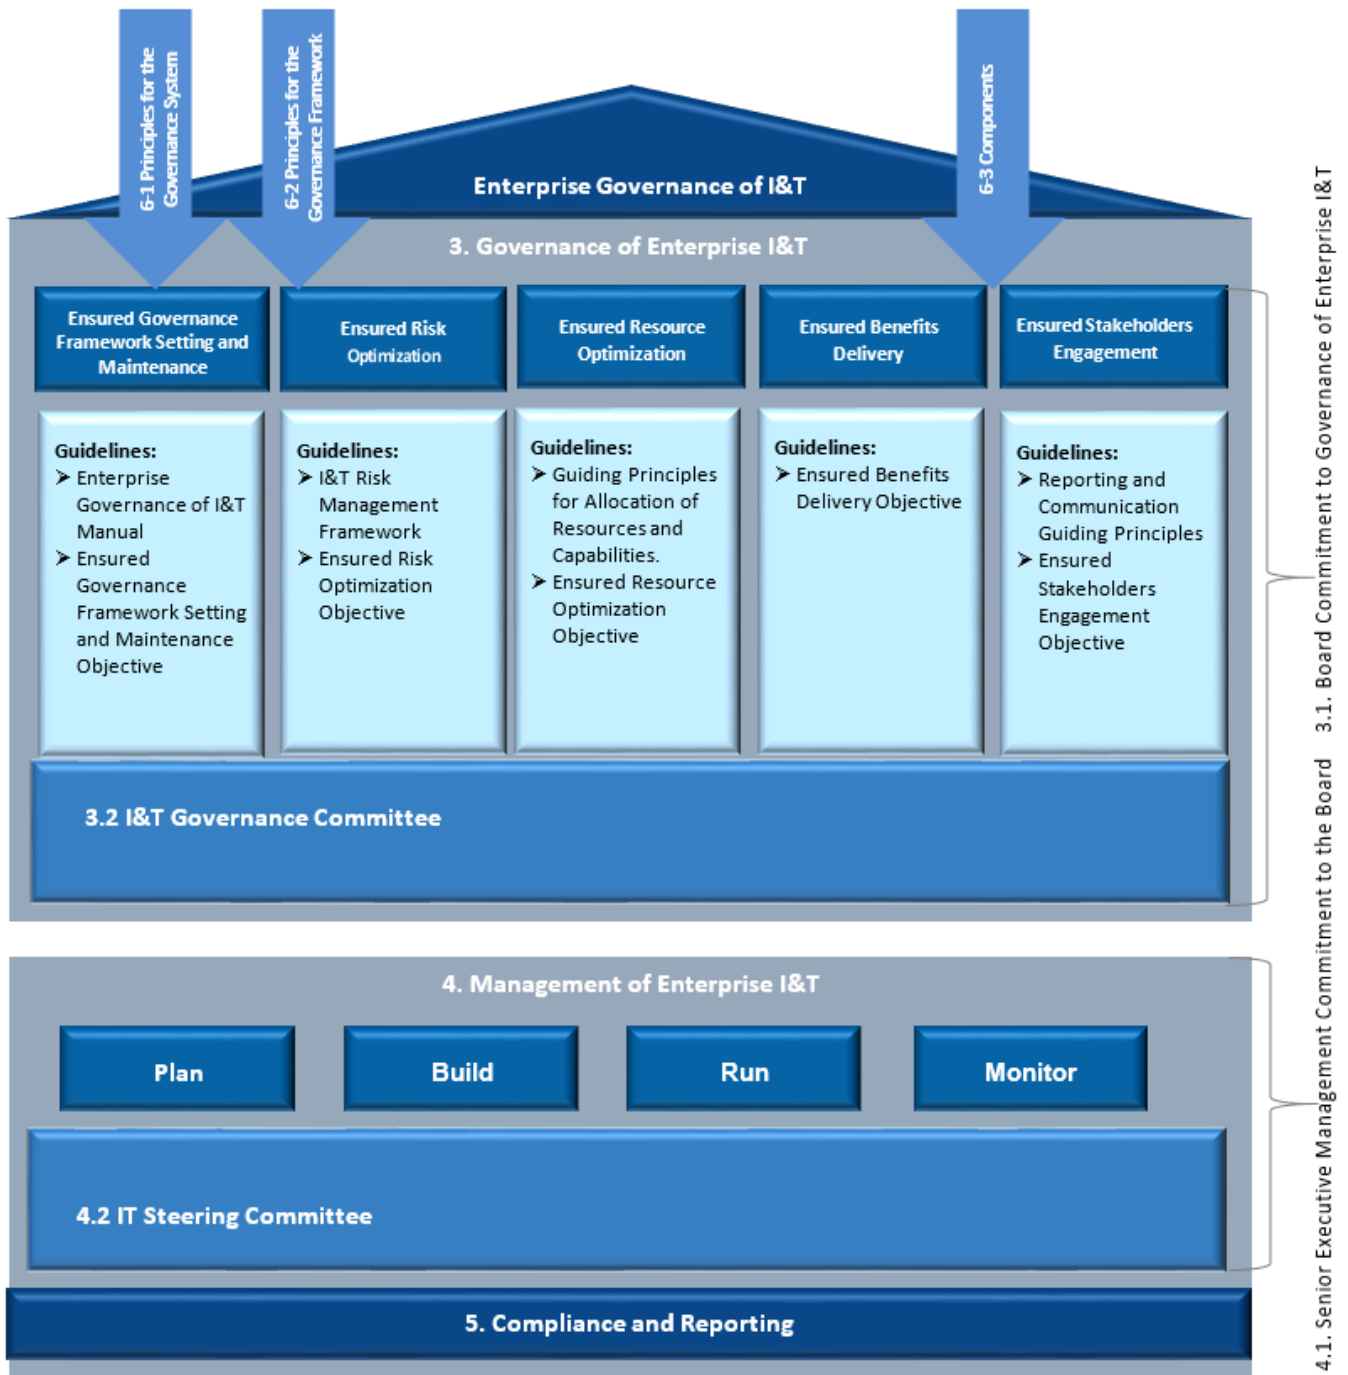 6-1 Principles for the
Governance System
6-2 Principles for the
Governance Framework
6-3 Components
Enterprise Governance of I&T
3. Governance of Enterprise I&T
Ensured Governance
Framework Setting and
Maintenance
Ensured Risk
Optimization
Ensured Resource
Optimization
Ensured Benefits
Delivery
Ensured Stakeholders
Engagement
Guidelines:
➢ Enterprise
Governance of I&T
Manual
➢ Ensured
Governance
Framework Setting
and Maintenance
Objective
Guidelines:
➢ I&T Risk
Management
Framework
➢ Ensured Risk
Optimization
Objective
Guidelines:
➢ Guiding Principles
for Allocation of
Resources and
Capabilities.
➢ Ensured Resource
Optimization
Objective
Guidelines:
➢ Ensured Benefits
Delivery Objective
Guidelines:
➢ Reporting and
Communication
Guiding Principles
➢ Ensured
Stakeholders
Engagement
Objective
3.2 I&T Governance Committee
3.1. Board Commitment to Governance of Enterprise I&T
4. Management of Enterprise I&T
Plan
Build
Run
Monitor
4.2 IT Steering Committee
4.1. Senior Executive Management Commitment to the Board
5. Compliance and Reporting